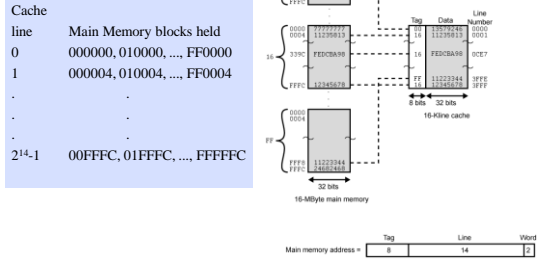 Cache
line Main Memory blocks held
0 000000, 010000, ..., FF0000
1 000004, 010004, ..., FF0004
. .
. .
. .
2¹⁴-1 00FFFC, 01FFFC, ..., FFFFFC
FFFC
0000 77777777
0004 11235813
16 339C FEDCBA98
FFFC 12345678
Tag Data Line Number
00 13579246 0000
16 11235813 0001
16 FEDCBA98 0CE7
FF 11223344 3FFE
16 12345678 3FFF
8 bits 32 bits
16-Kline cache
0000
0004
FF
FFF8 11223344
FFFC 24682468
32 bits
16-MByte main memory
Tag Line Word
Main memory address = 8 14 2